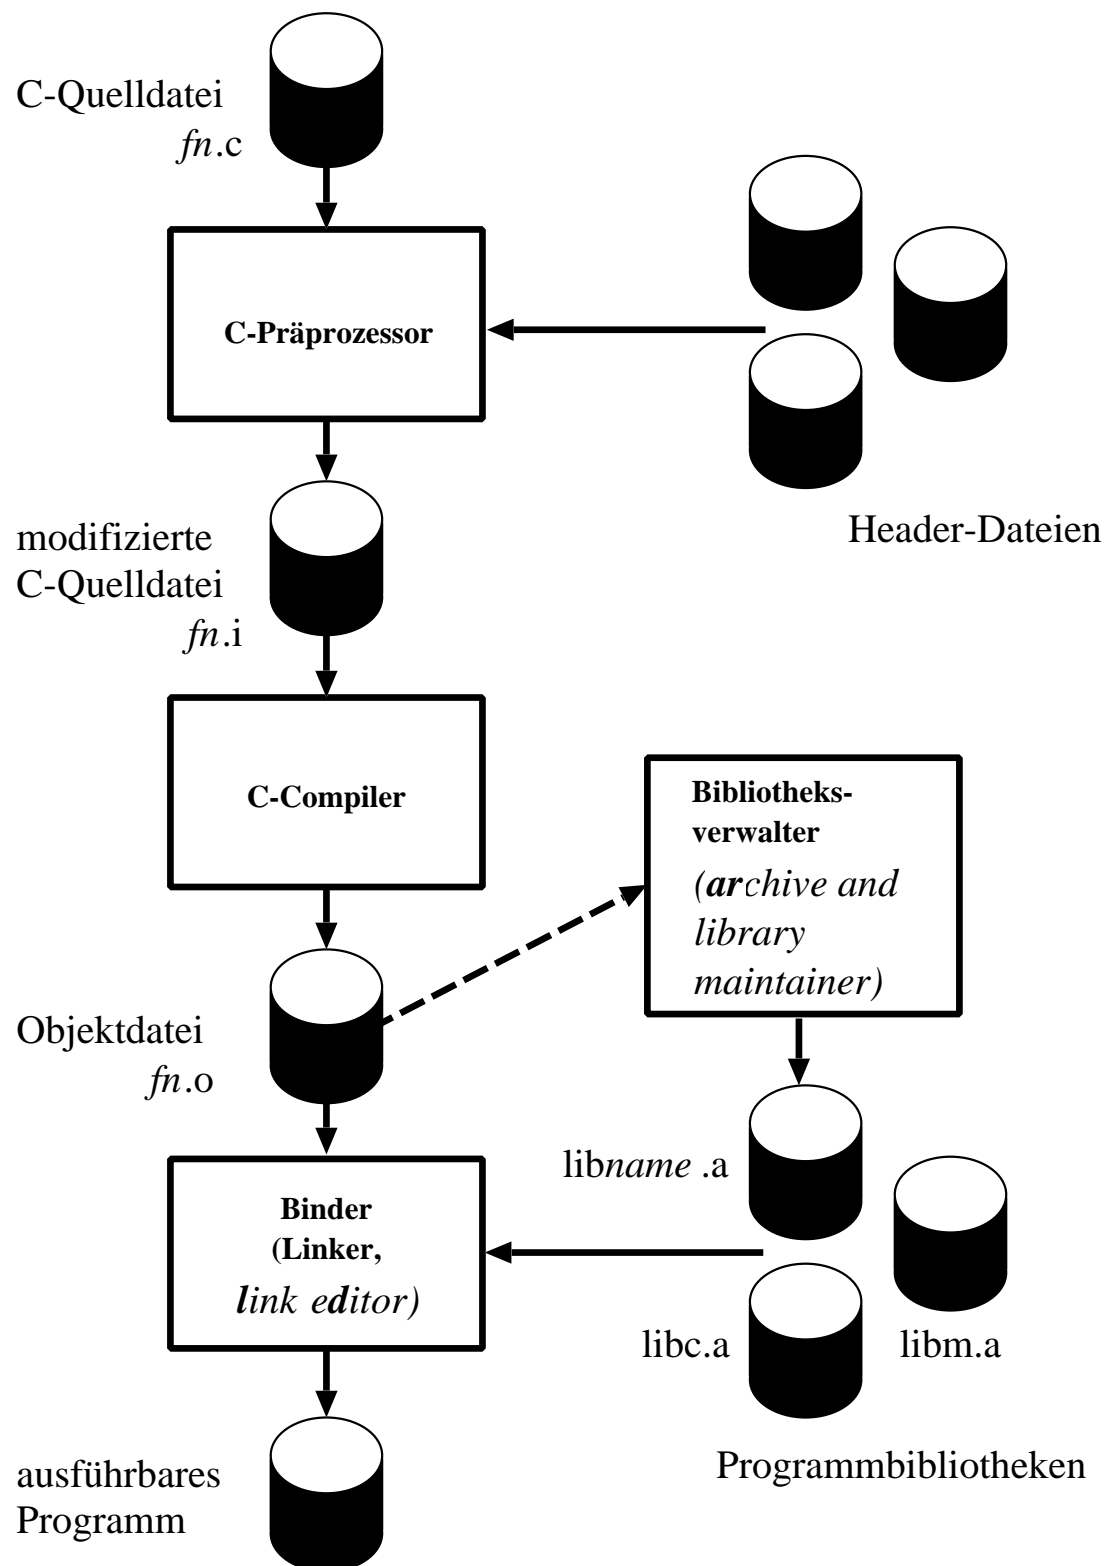 C-Quelldatei
fn.c
C-Präprozessor
Header-Dateien
modifizierte
C-Quelldatei
fn.i
C-Compiler
Bibliotheks-
verwalter
(archive and
library
maintainer)
Objektdatei
fn.o
libname .a
Binder
(Linker,
link editor)
libc.a
libm.a
Programmbibliotheken
ausführbares
Programm